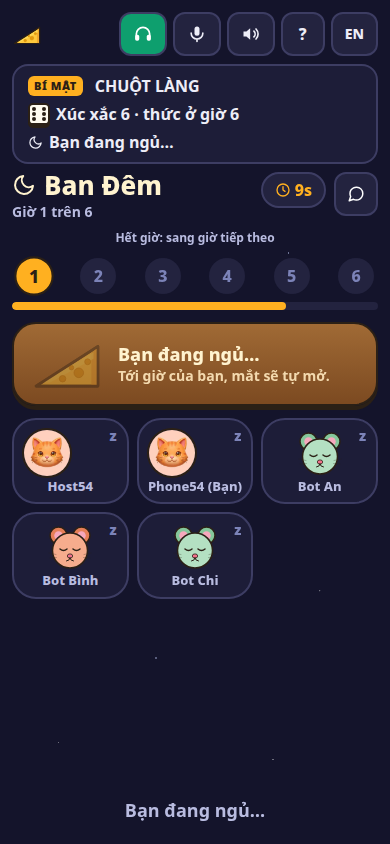 ?
EN
BÍ MẬT CHUỘT LÀNG
Xúc xắc 6 · thức ở giờ 6
Bạn đang ngủ...
Ban Đêm
9s
Giờ 1 trên 6
Hết giờ: sang giờ tiếp theo
1 2 3 4 5 6
Bạn đang ngủ...
Tới giờ của bạn, mắt sẽ tự mở.
z
Host54
z
Phone54 (Bạn)
z
Bot An
z
Bot Bình
z
Bot Chi
Bạn đang ngủ...